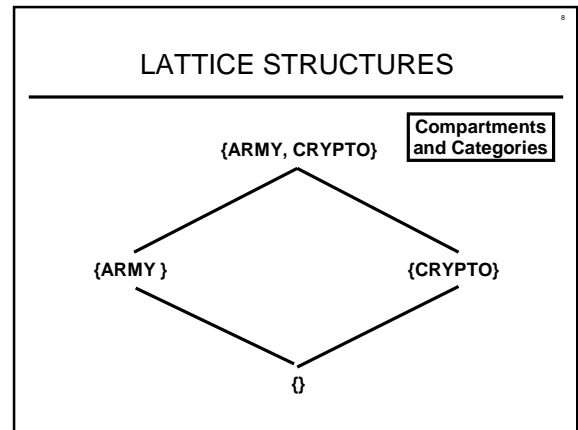 8
LATTICE STRUCTURES
Compartments
and Categories
{ARMY, CRYPTO}
{ARMY }
{CRYPTO}
{}